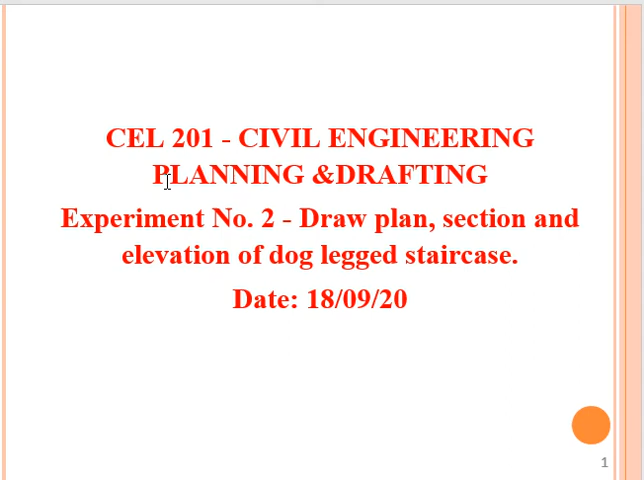 CEL 201 - CIVIL ENGINEERING
PLANNING &DRAFTING
Experiment No. 2 - Draw plan, section and
elevation of dog legged staircase.
Date: 18/09/20
1